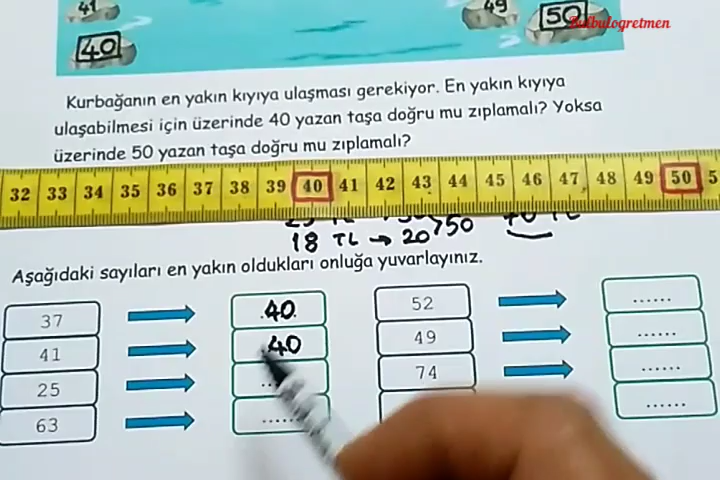 41
49
50
Bulbulogretmen
40
Kurbağanın en yakın kıyıya ulaşması gerekiyor. En yakın kıyıya
ulaşabilmesi için üzerinde 40 yazan taşa doğru mu zıplamalı? Yoksa
üzerinde 50 yazan taşa doğru mu zıplamalı?
32 33 34 35 36 37 38 39 40 41 42 43 44 45 46 47 48 49 50 5
18 TL → 20 >50
Aşağıdaki sayıları en yakın oldukları onluğa yuvarlayınız.
37 .40. 52 ......
41 .40 49 ......
25 74 ......
63 ...... ......